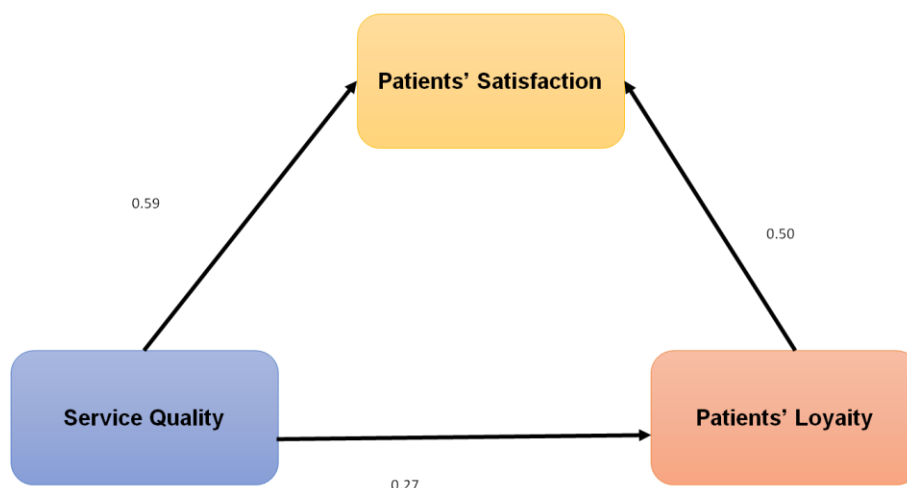 Patients’ Satisfaction
0.59
0.50
Service Quality
Patients’ Loyaity
0.27